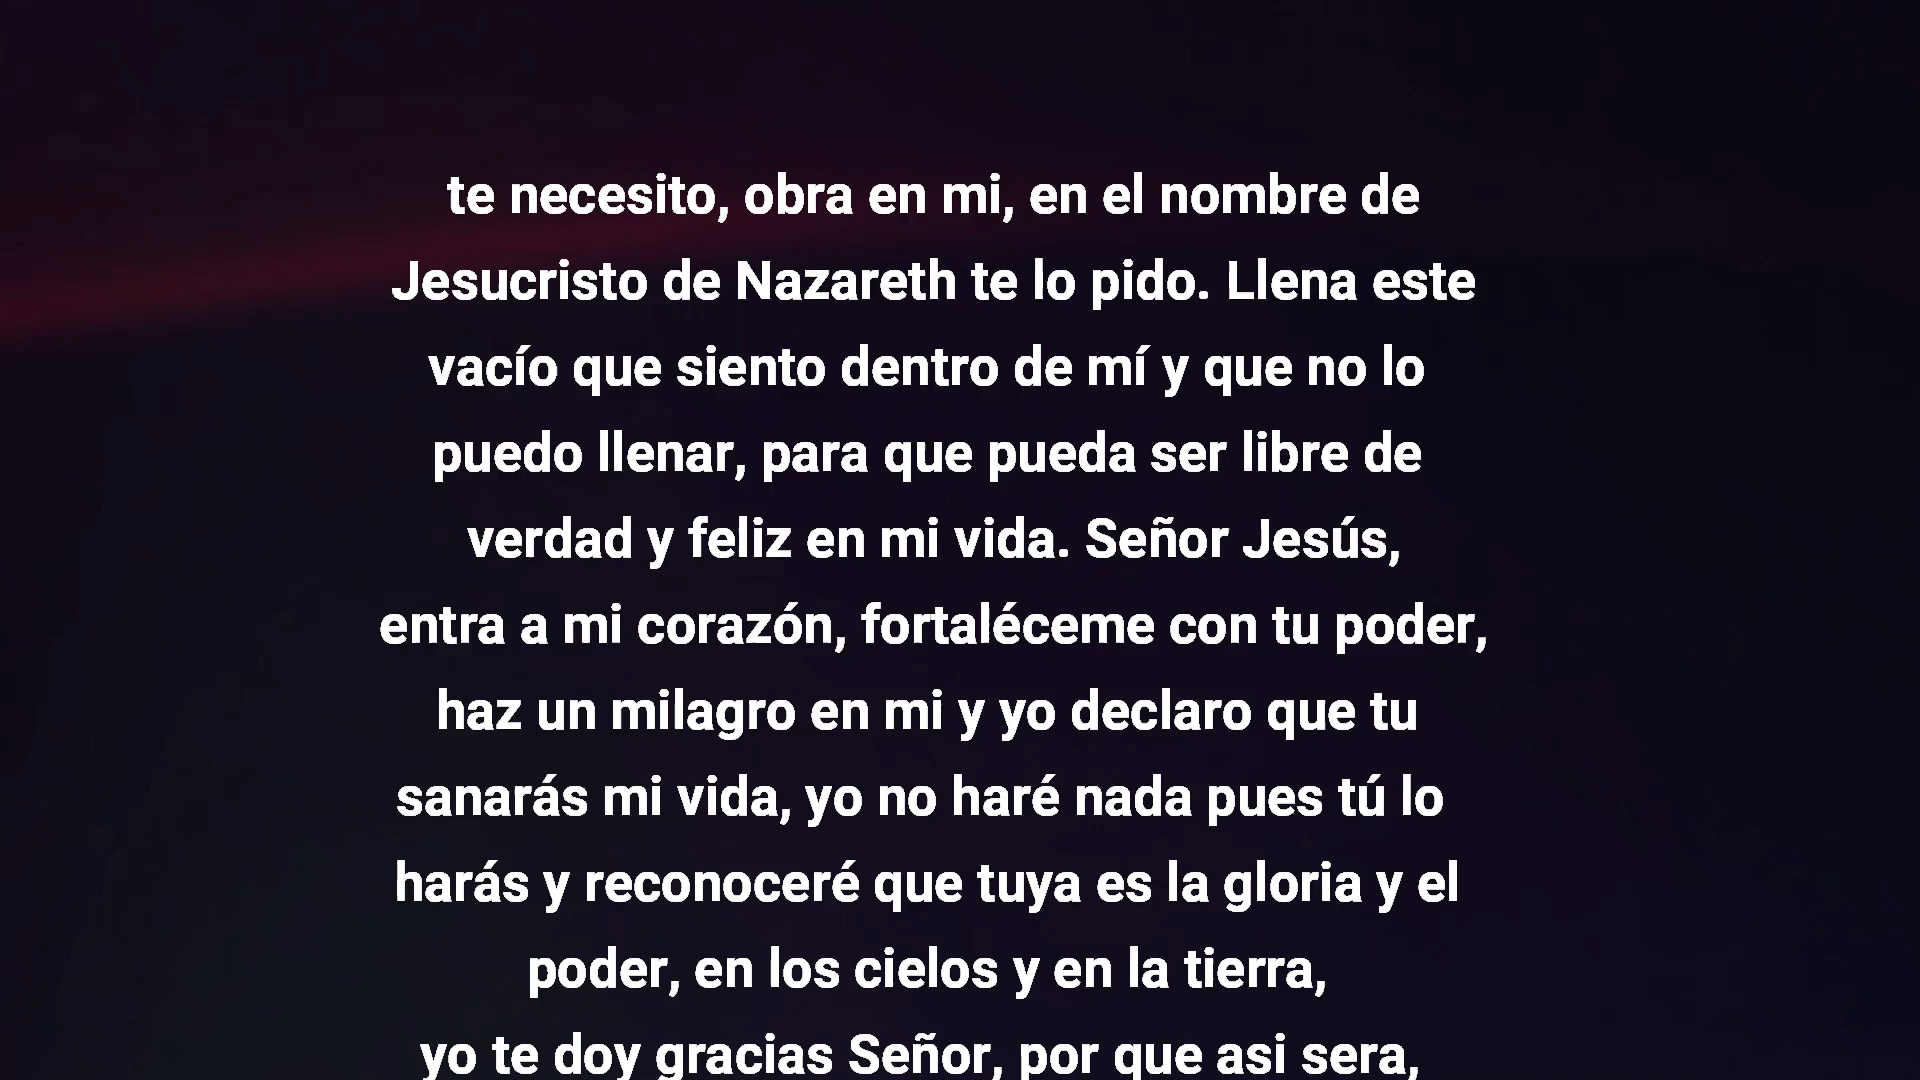 te necesito, obra en mi, en el nombre de
Jesucristo de Nazareth te lo pido. Llena este
vacío que siento dentro de mí y que no lo
puedo llenar, para que pueda ser libre de
verdad y feliz en mi vida. Señor Jesús,
entra a mi corazón, fortaléceme con tu poder,
haz un milagro en mi y yo declaro que tu
sanarás mi vida, yo no haré nada pues tú lo
harás y reconoceré que tuya es la gloria y el
poder, en los cielos y en la tierra,
yo te doy gracias Señor, por que asi sera,